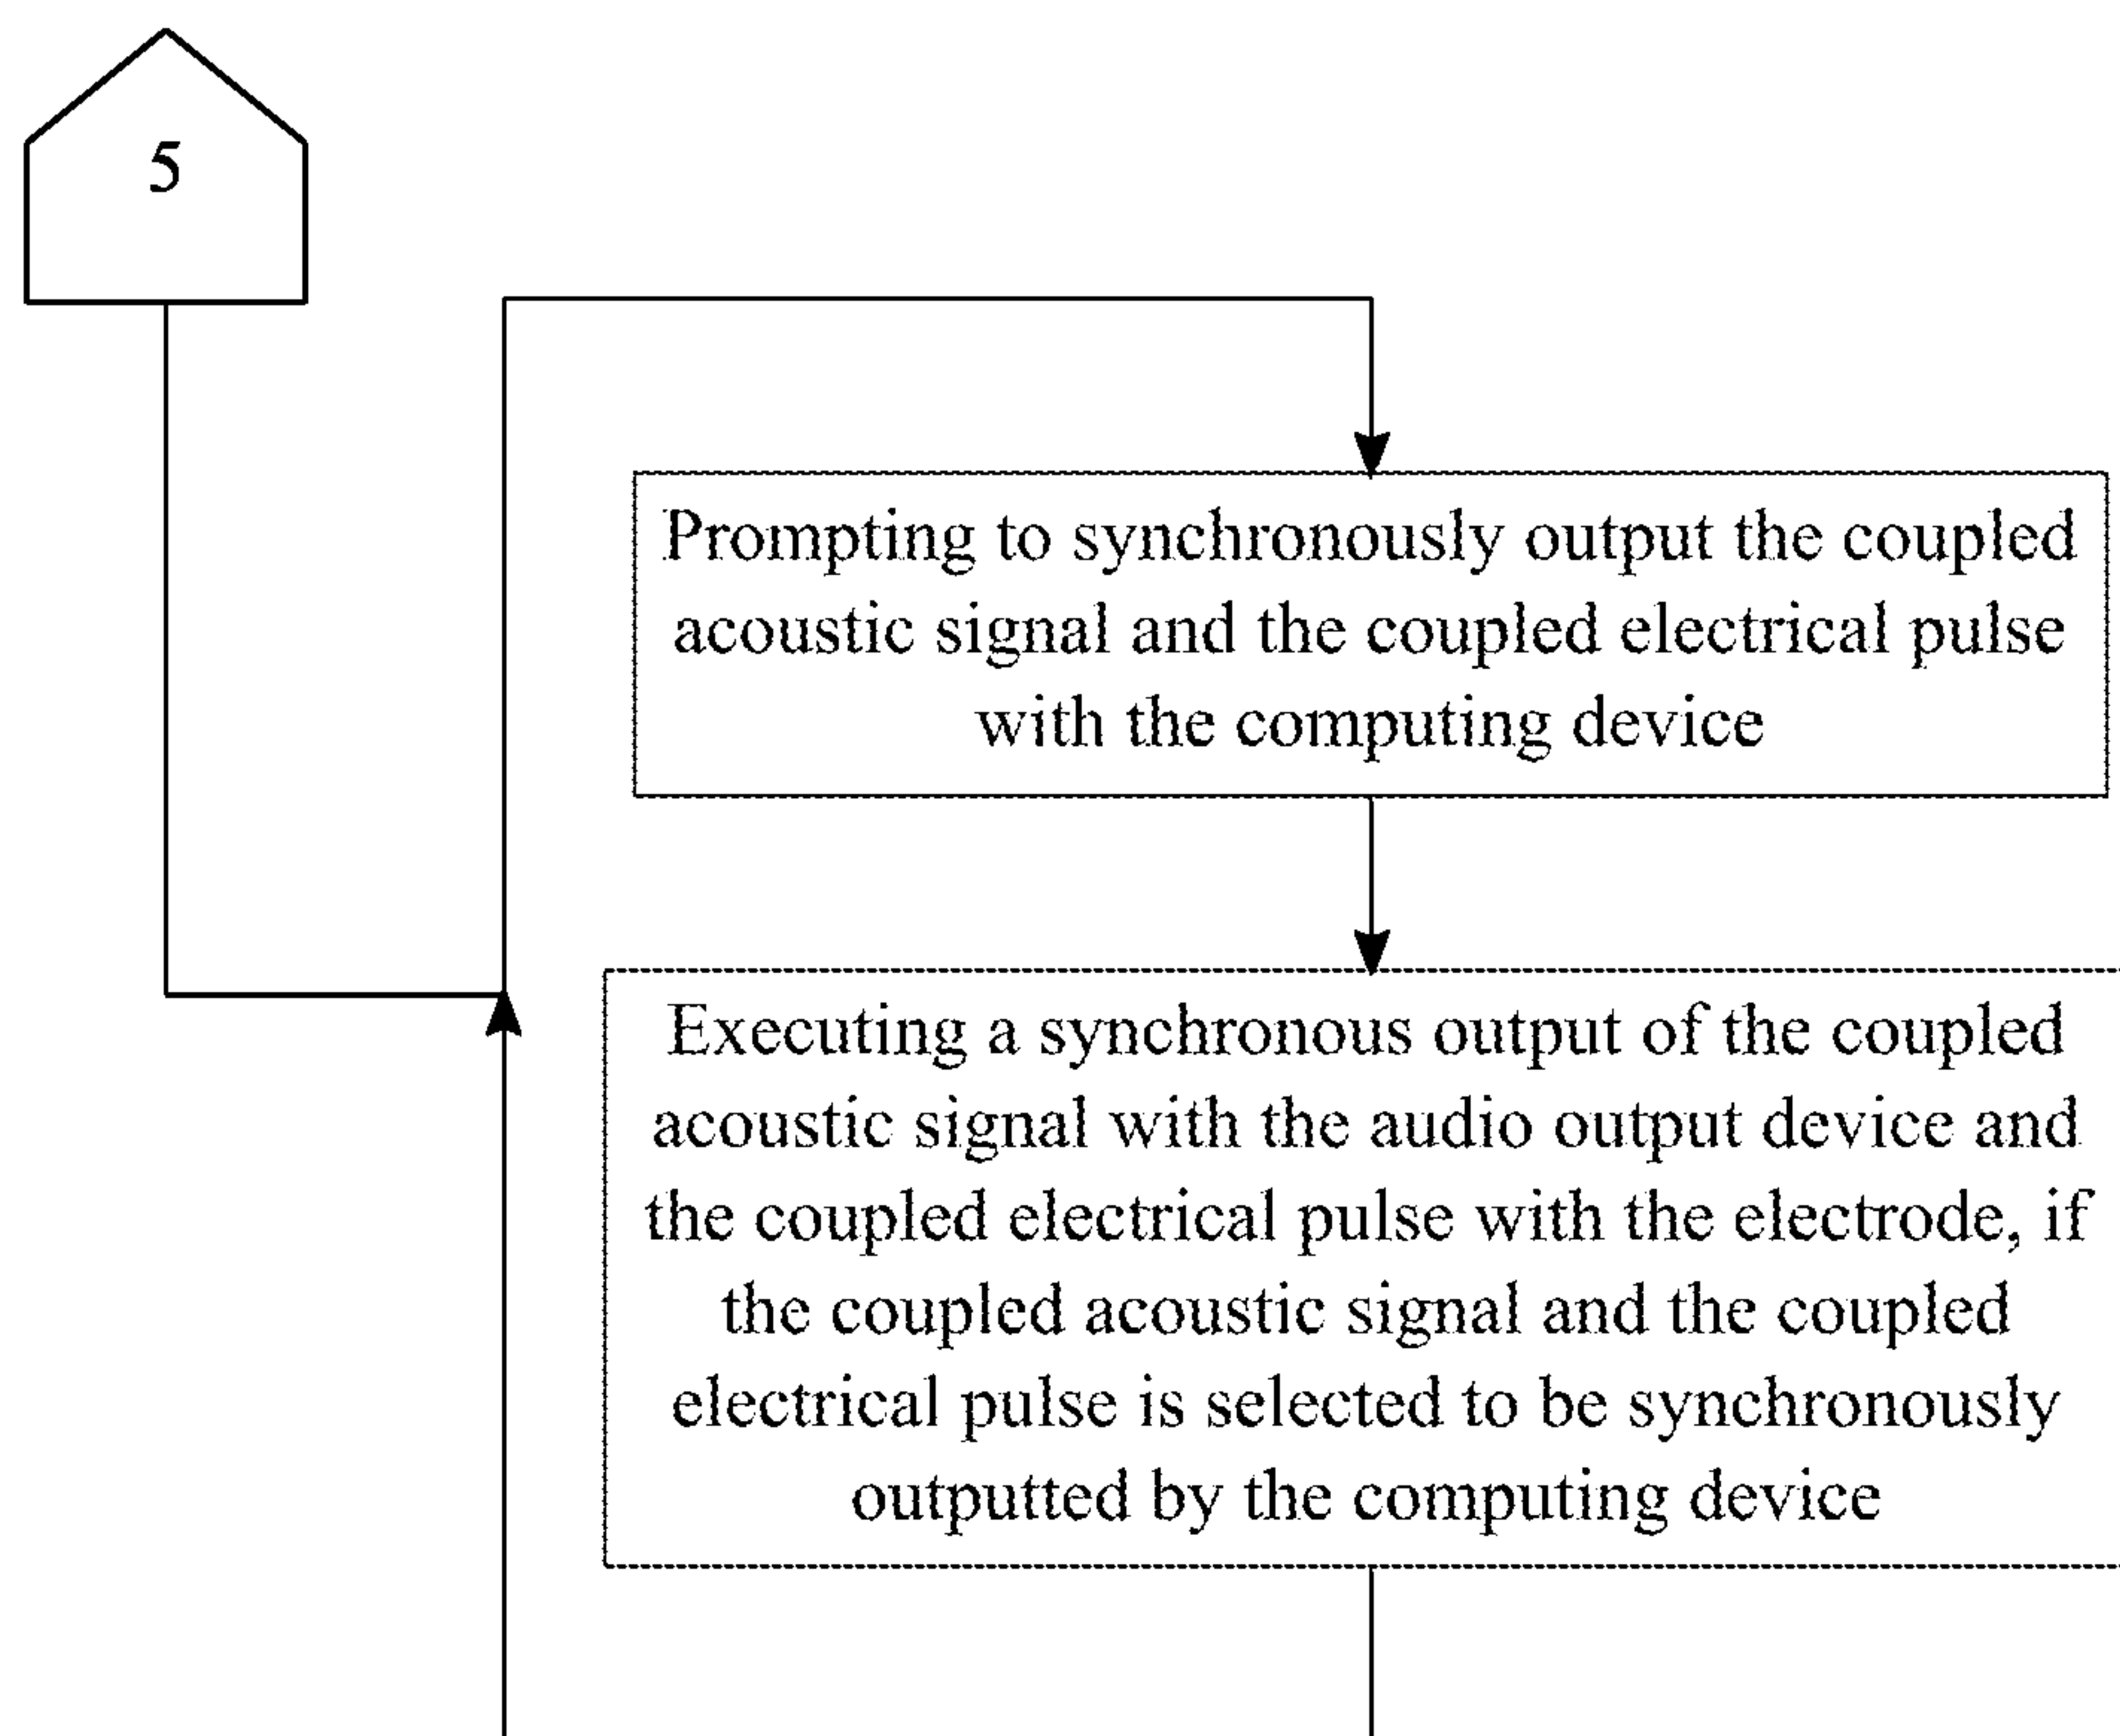 5
Prompting to synchronously output the coupled
acoustic signal and the coupled electrical pulse
with the computing device
Executing a synchronous output of the coupled
acoustic signal with the audio output device and
the coupled electrical pulse with the electrode, if
the coupled acoustic signal and the coupled
electrical pulse is selected to be synchronously
outputted by the computing device